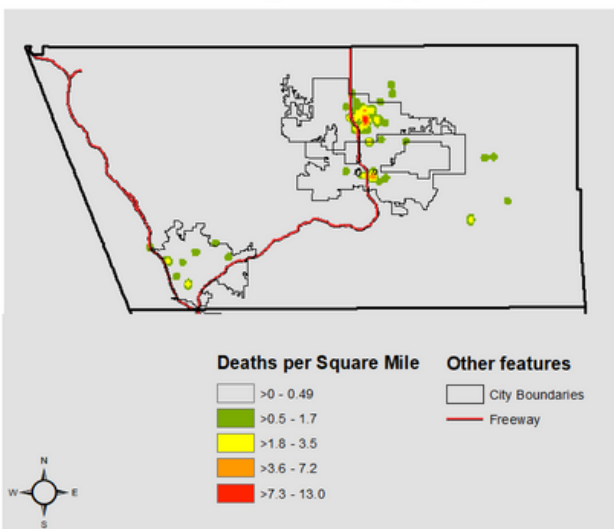 Deaths per Square Mile
>0 - 0.49
>0.5 - 1.7
>1.8 - 3.5
>3.6 - 7.2
>7.3 - 13.0
Other features
City Boundaries
Freeway
N
W E
S